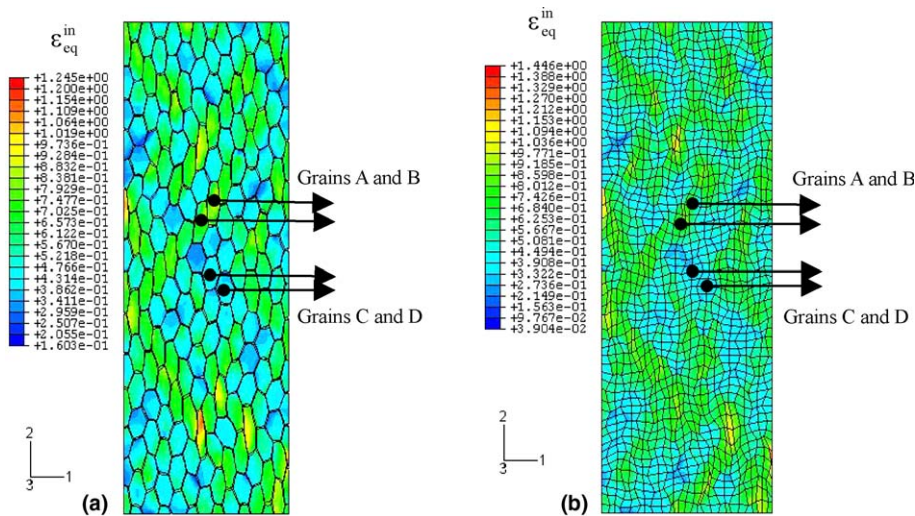 ε in eq
+1.245e+00
+1.200e+00
+1.154e+00
+1.109e+00
+1.064e+00
+1.019e+00
+9.736e-01
+9.284e-01
+8.832e-01
+8.381e-01
+7.929e-01
+7.477e-01
+7.025e-01
+6.573e-01
+6.122e-01
+5.670e-01
+5.218e-01
+4.766e-01
+4.314e-01
+3.862e-01
+3.411e-01
+2.959e-01
+2.507e-01
+2.055e-01
+1.603e-01
Grains A and B
Grains C and D
2
3 1
(a)
ε in eq
+1.446e+00
+1.388e+00
+1.329e+00
+1.270e+00
+1.212e+00
+1.153e+00
+1.094e+00
+1.036e+00
+9.771e-01
+9.185e-01
+8.598e-01
+8.012e-01
+7.426e-01
+6.840e-01
+6.253e-01
+5.667e-01
+5.081e-01
+4.494e-01
+3.908e-01
+3.322e-01
+2.736e-01
+2.149e-01
+1.563e-01
+9.767e-02
+3.904e-02
Grains A and B
Grains C and D
2
3 1
(b)